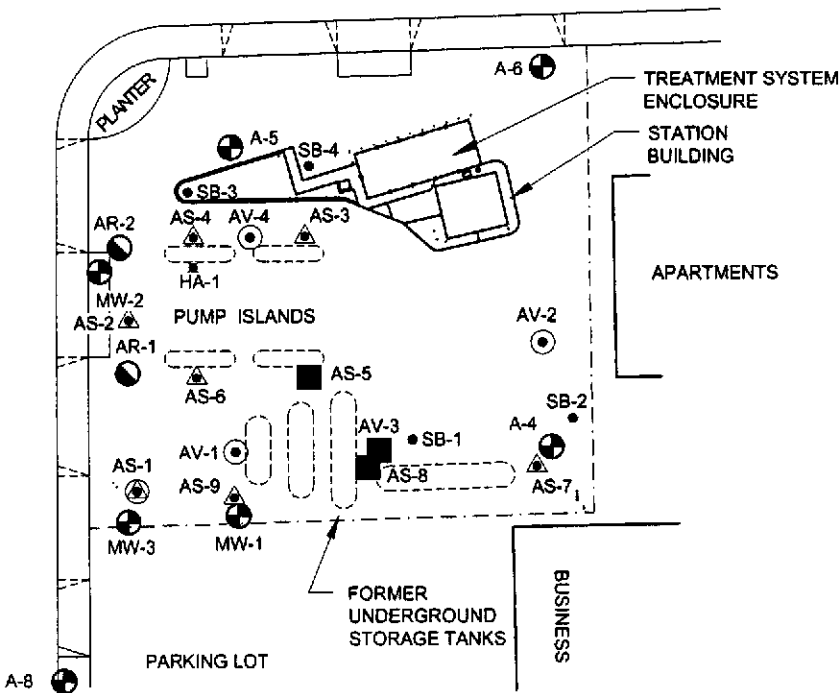 A-6
TREATMENT SYSTEM
ENCLOSURE
PLANTER
A-5
SB-4
STATION
BUILDING
SB-3
AS-4
AV-4
AS-3
AR-2
HA-1
APARTMENTS
MW-2
AS-2
PUMP ISLANDS
AV-2
AR-1
AS-5
AS-6
SB-2
AV-3
A-4
SB-1
AV-1
AS-1
AS-9
AS-8
AS-7
MW-3
MW-1
BUSINESS
FORMER
UNDERGROUND
STORAGE TANKS
PARKING LOT
A-8